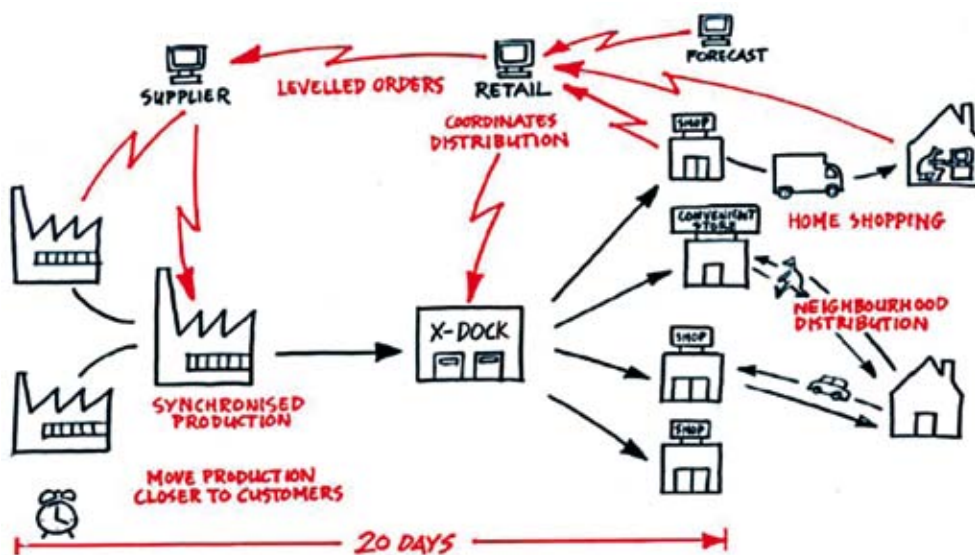 FORECAST
SUPPLIER
LEVELLED ORDERS
RETAIL
COORDINATES
DISTRIBUTION
SHOP
HOME SHOPPING
CONVENIENT
STORE
X-DOCK
NEIGHBOURHOOD
DISTRIBUTION
SHOP
SYNCHRONISED
PRODUCTION
SHOP
MOVE PRODUCTION
CLOSER TO CUSTOMERS
20 DAYS